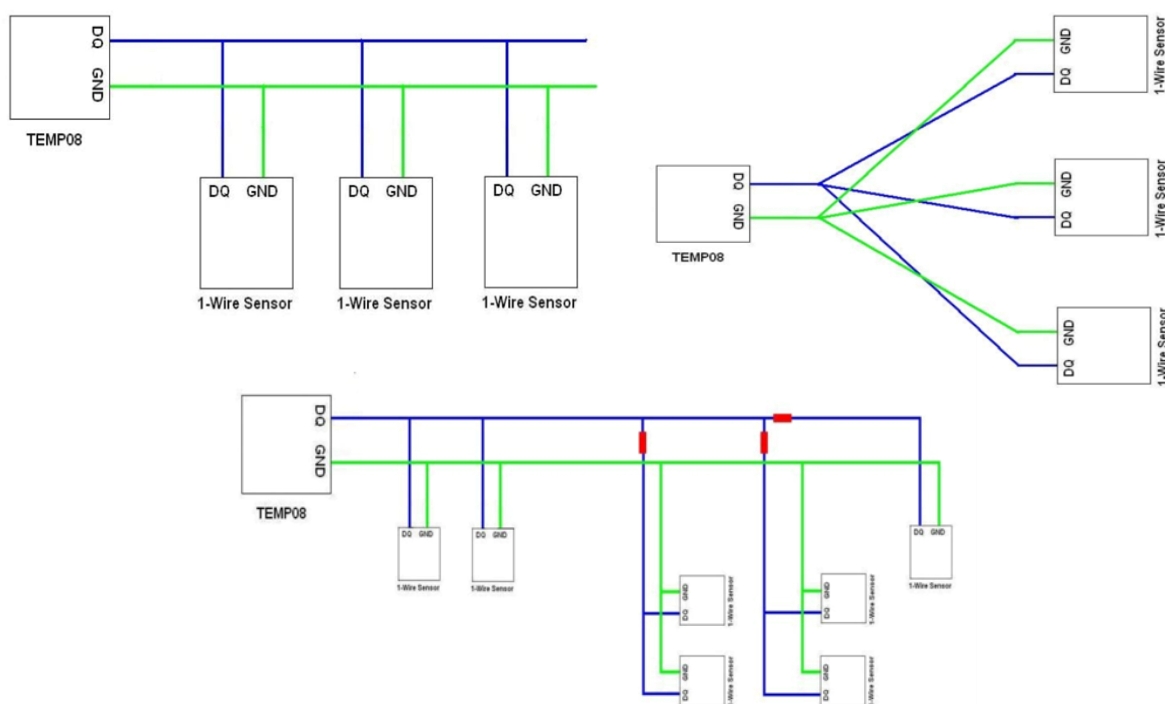 DQ
GND
TEMP08
DQ GND
DQ GND
DQ GND
1-Wire Sensor
1-Wire Sensor
1-Wire Sensor
DQ
GND
TEMP08
GND
DQ
1-Wire Sensor
GND
DQ
1-Wire Sensor
GND
DQ
1-Wire Sensor
DQ
GND
TEMP08
DQ GND
1-Wire Sensor
DQ GND
1-Wire Sensor
GND
DQ
1-Wire Sensor
GND
DQ
1-Wire Sensor
GND
DQ
1-Wire Sensor
GND
DQ
1-Wire Sensor
DQ GND
1-Wire Sensor